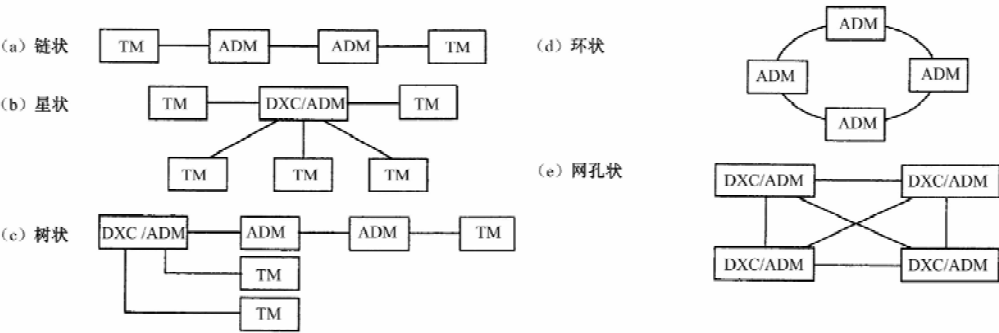 (a) 链状 TM ADM ADM TM
(b) 星状 TM DXC/ADM TM
TM TM TM
(c) 树状 DXC /ADM ADM ADM TM
TM
TM
(d) 环状 ADM
ADM ADM
ADM
(e) 网孔状 DXC/ADM DXC/ADM
DXC/ADM DXC/ADM